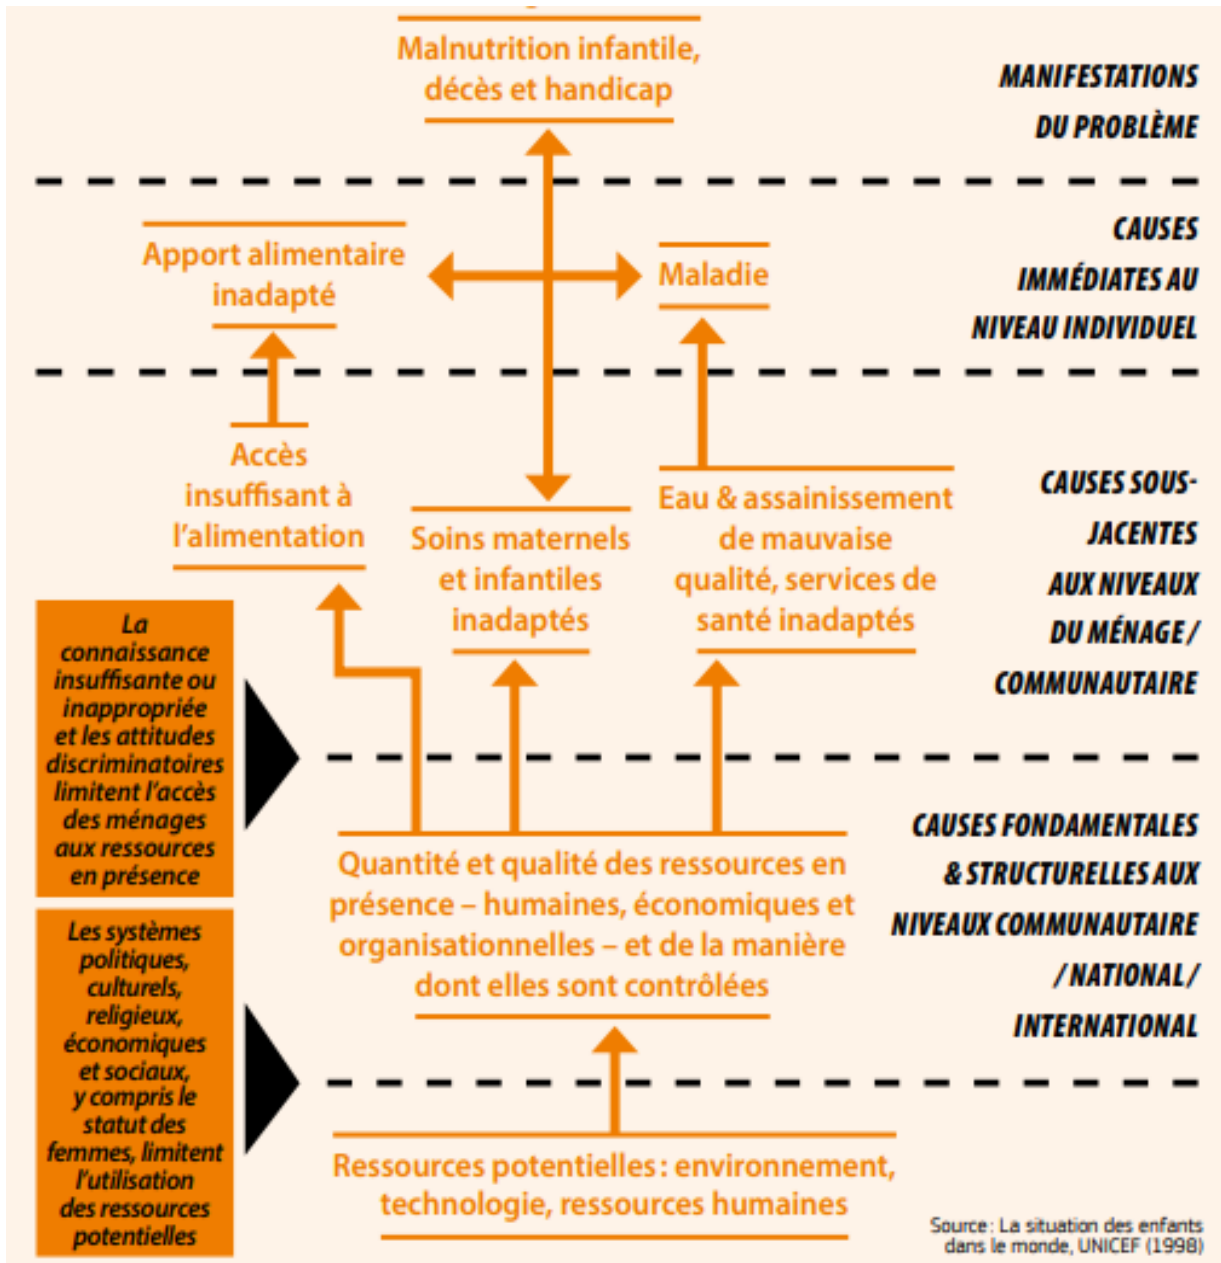 Malnutrition infantile,
décès et handicap
MANIFESTATIONS
DU PROBLÈME
Apport alimentaire
inadapté
Maladie
CAUSES
IMMÉDIATES AU
NIVEAU INDIVIDUEL
Accès
insuffisant à
l'alimentation
Soins maternels
et infantiles
inadaptés
Eau & assainissement
de mauvaise
qualité, services de
santé inadaptés
CAUSES SOUS-
JACENTES
AUX NIVEAUX
DU MÉNAGE /
COMMUNAUTAIRE
La
connaissance
insuffisante ou
inappropriée
et les attitudes
discriminatoires
limitent l'accès
des ménages
aux ressources
en présence
Quantité et qualité des ressources en
présence – humaines, économiques et
organisationnelles – et de la manière
dont elles sont contrôlées
CAUSES FONDAMENTALES
& STRUCTURELLES AUX
NIVEAUX COMMUNAUTAIRE
/ NATIONAL /
INTERNATIONAL
Les systèmes
politiques,
culturels,
religieux,
économiques
et sociaux,
y compris le
statut des
femmes, limitent
l'utilisation
des ressources
potentielles
Ressources potentielles : environnement,
technologie, ressources humaines
Source : La situation des enfants
dans le monde, UNICEF (1998)